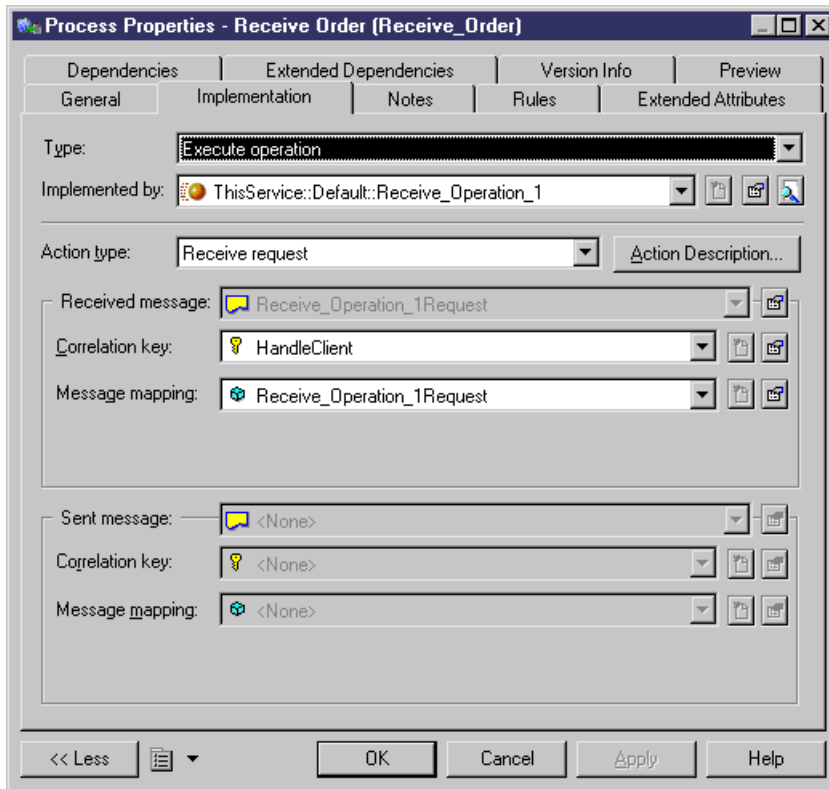 Process Properties - Receive Order (Receive_Order)
Dependencies Extended Dependencies Version Info Preview
General Implementation Notes Rules Extended Attributes
Type: Execute operation
Implemented by: ThisService::Default::Receive_Operation_1
Action type: Receive request Action Description...
Received message: Receive_Operation_1Request
Correlation key: HandleClient
Message mapping: Receive_Operation_1Request
Sent message: <None>
Correlation key: <None>
Message mapping: <None>
<< Less OK Cancel Apply Help